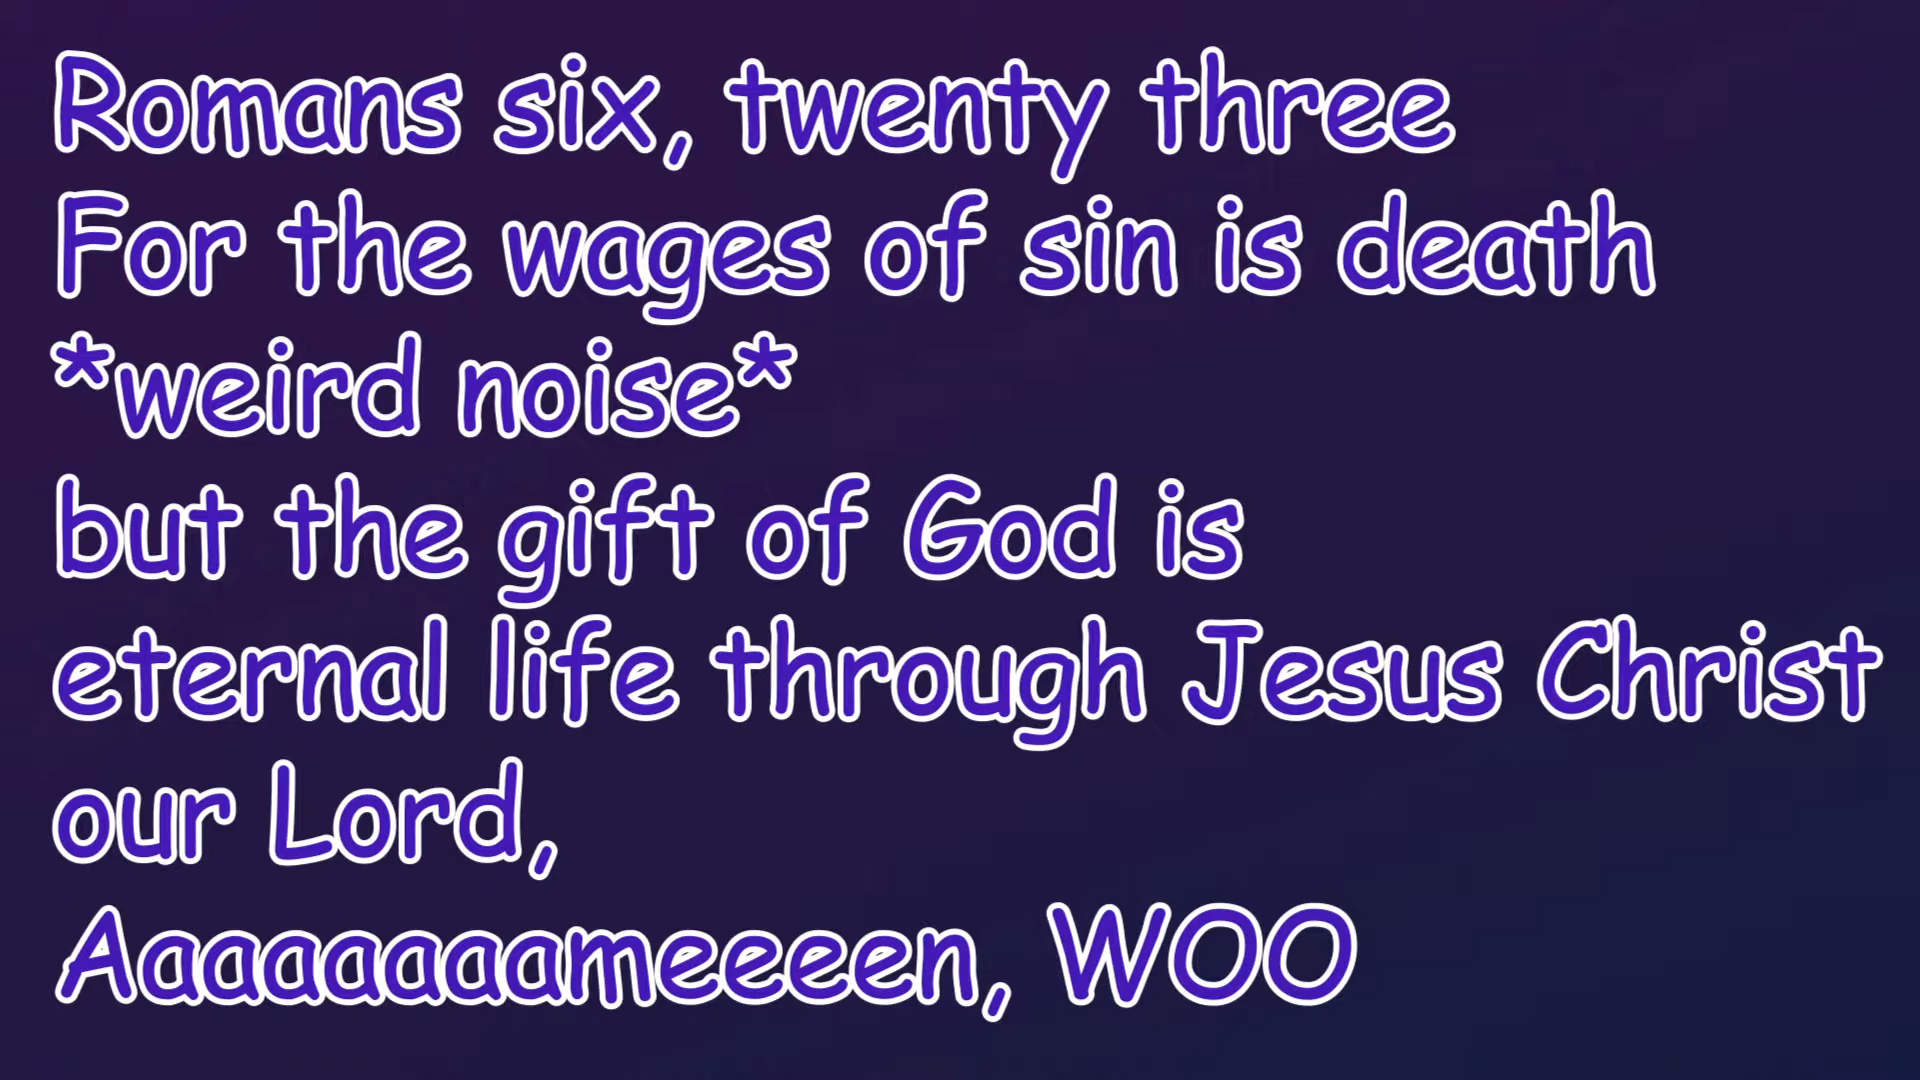 Romans six, twenty three
For the wages of sin is death
*weird noise*
but the gift of God is
eternal life through Jesus Christ
our Lord,
Aaaaaaaameeeen, WOO